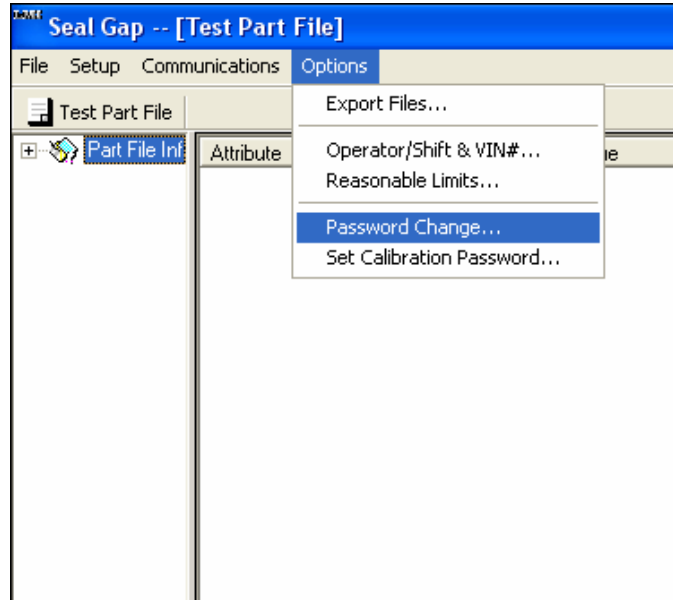 Seal Gap -- [Test Part File]
File Setup Communications Options
Test Part File
Export Files...
Operator/Shift & VIN#...
Reasonable Limits...
Password Change...
Set Calibration Password...
Part File Inf
Attribute